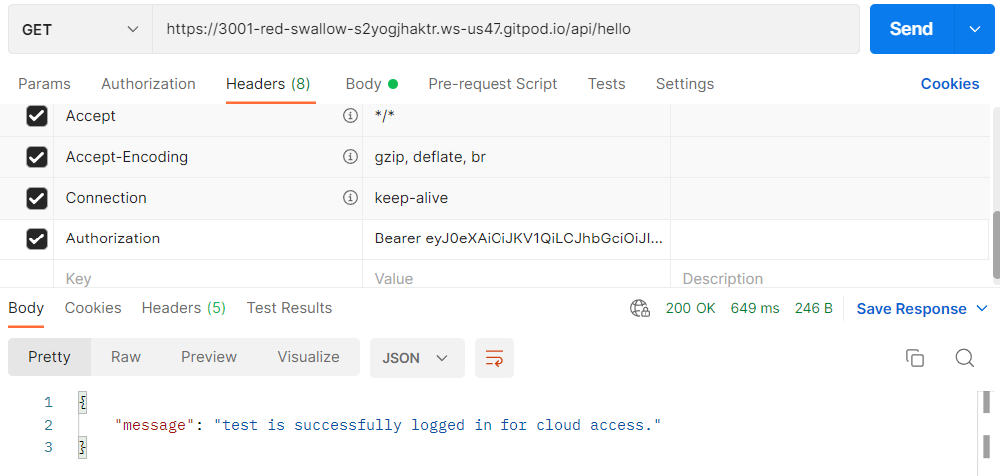 GET https://3001-red-swallow-s2yogjhaktr.ws-us47.gitpod.io/api/hello Send
Params Authorization Headers (8) Body Pre-request Script Tests Settings Cookies
Accept */*
Accept-Encoding gzip, deflate, br
Connection keep-alive
Authorization Bearer eyJ0eXAiOiJKV1QiLCJhbGciOiJI...
Key Value Description
Body Cookies Headers (5) Test Results 200 OK 649 ms 246 B Save Response
Pretty Raw Preview Visualize JSON
1 {
2 "message": "test is successfully logged in for cloud access."
3 }